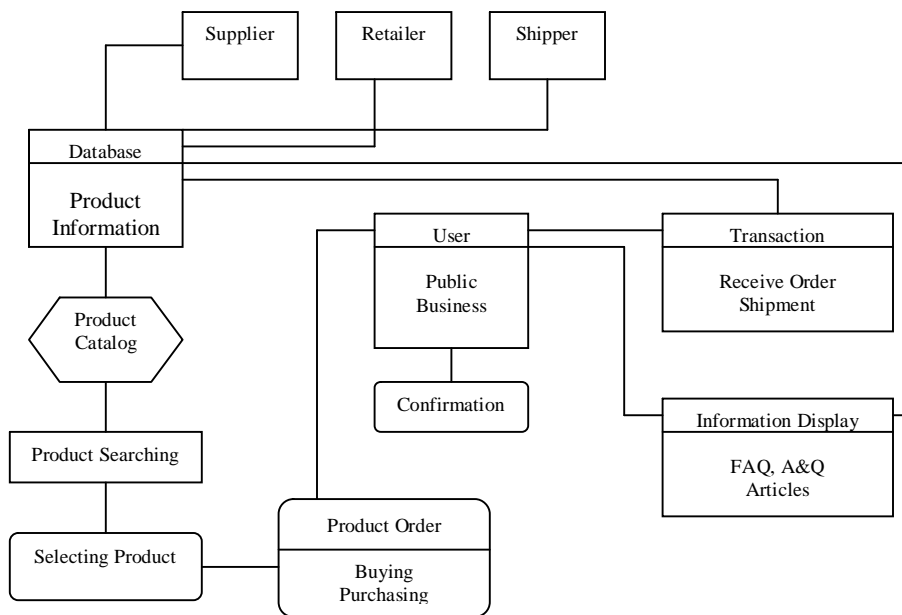 Supplier
Retailer
Shipper
Database
Product
Information
User
Public
Business
Transaction
Receive Order
Shipment
Product
Catalog
Confirmation
Information Display
FAQ, A&Q
Articles
Product Searching
Selecting Product
Product Order
Buying
Purchasing